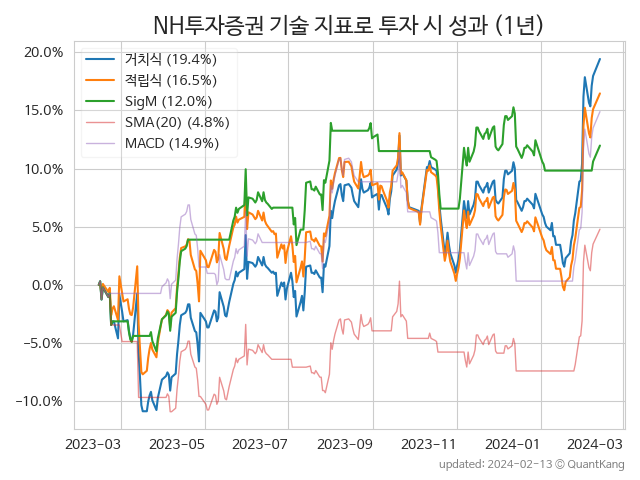 NH투자증권 기술 지표로 투자 시 성과 (1년)
20.0%
15.0%
10.0%
5.0%
0.0%
−5.0%
−10.0%
거치식 (19.4%)
적립식 (16.5%)
SigM (12.0%)
SMA(20) (4.8%)
MACD (14.9%)
2023-03 2023-05 2023-07 2023-09 2023-11 2024-01 2024-03
updated: 2024-02-13 © QuantKang